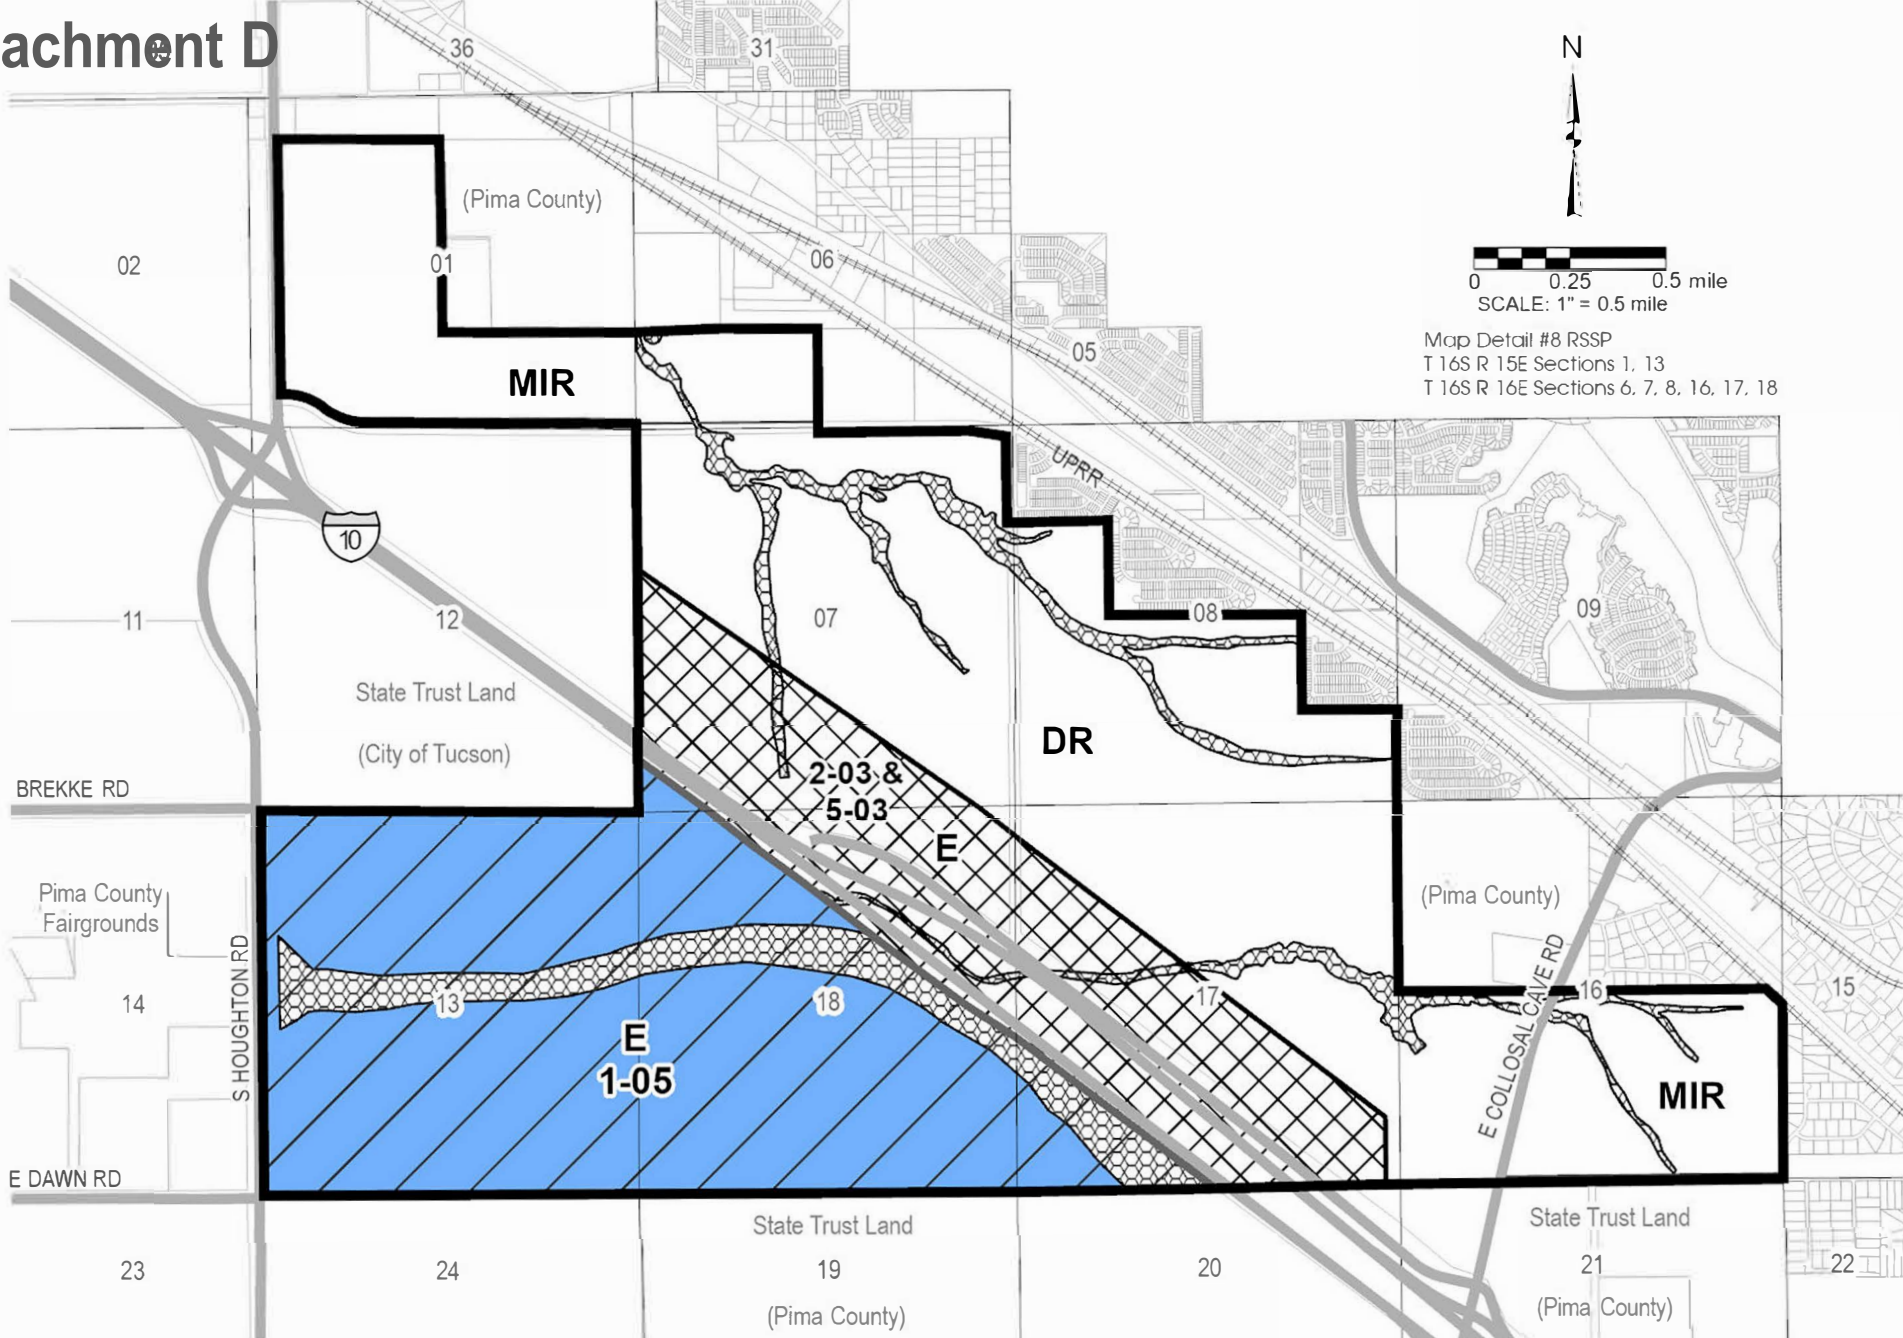 achment D
36
31
N
(Pima County)
02
01
06
0 0.25 0.5 mile
SCALE: 1" = 0.5 mile
Map Detail #8 RSSP
T 16S R 15E Sections 1, 13
T 16S R 16E Sections 6, 7, 8, 16, 17, 18
05
MIR
UPRR
10
11
12
07
08
09
State Trust Land
(City of Tucson)
DR
2-03 &
5-03
E
BREKKE RD
Pima County
Fairgrounds
S HOUGHTON RD
14
13
18
17
16
15
(Pima County)
E COLLOSAL CAVE RD
E
1-05
MIR
E DAWN RD
State Trust Land
State Trust Land
23
24
19
20
21
22
(Pima County)
(Pima County)